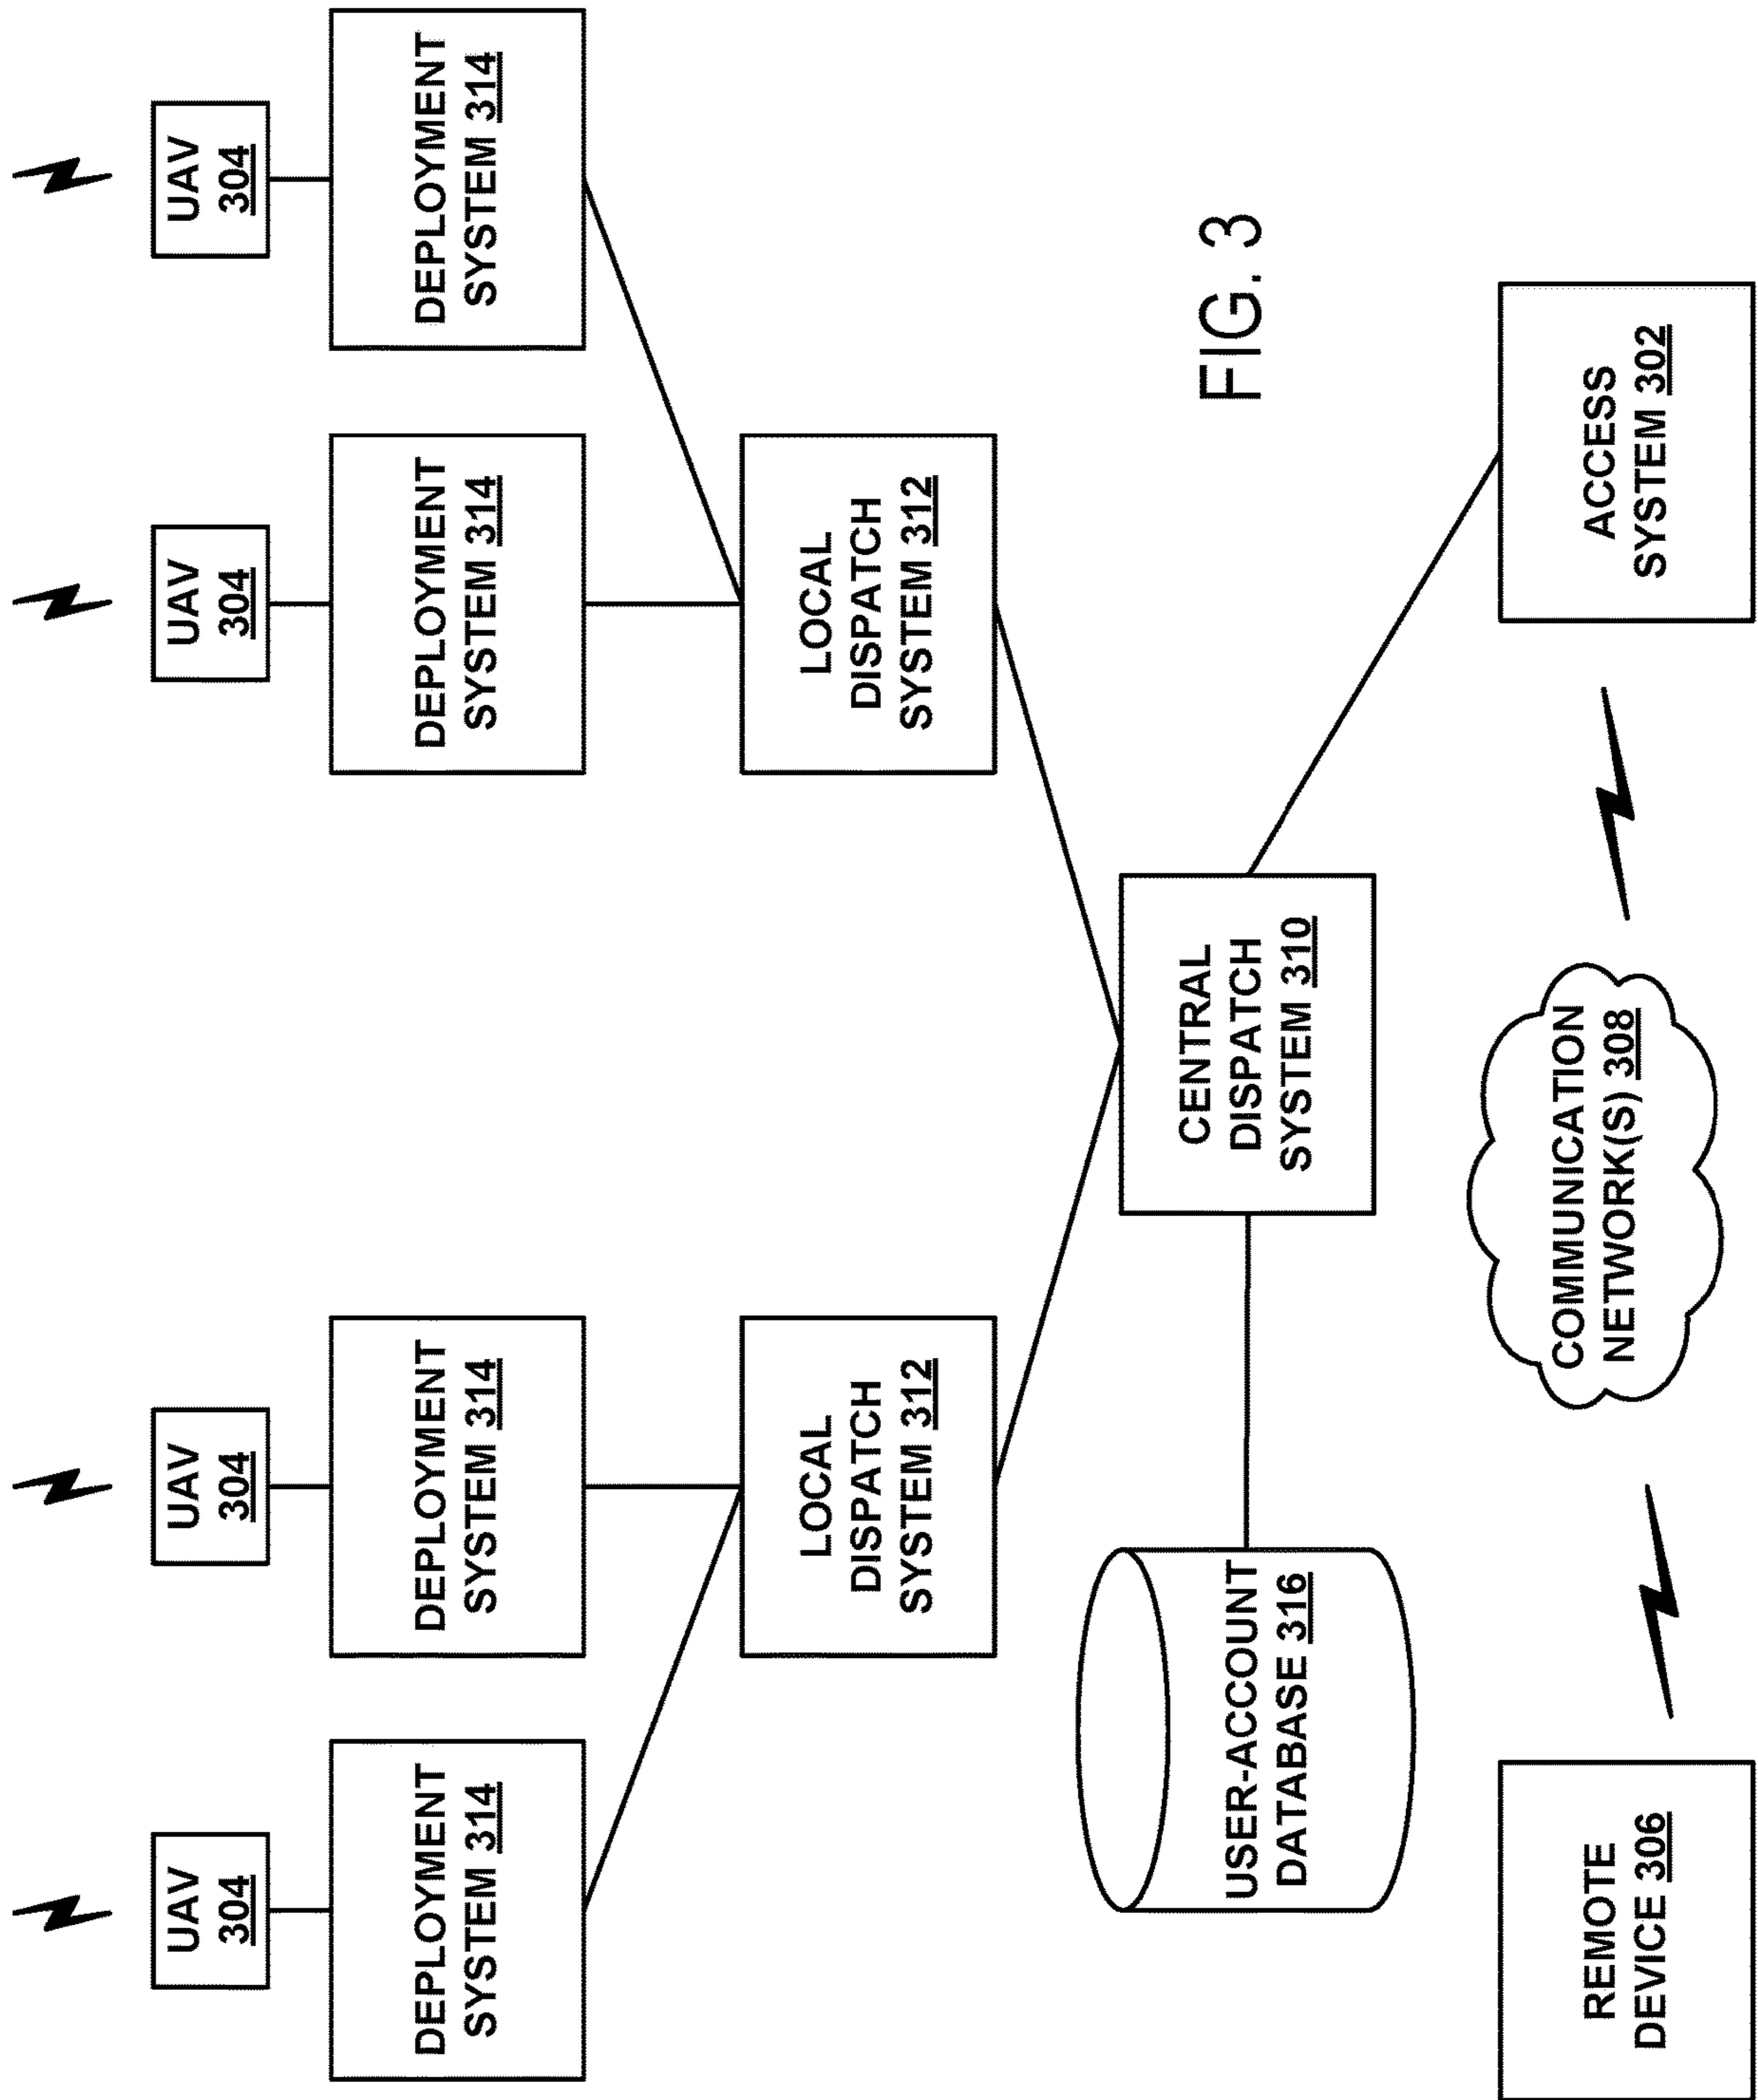 UAV
304
UAV
304
UAV
304
UAV
304
DEPLOYMENT
SYSTEM 314
DEPLOYMENT
SYSTEM 314
DEPLOYMENT
SYSTEM 314
DEPLOYMENT
SYSTEM 314
LOCAL
DISPATCH
SYSTEM 312
LOCAL
DISPATCH
SYSTEM 312
USER-ACCOUNT
DATABASE 316
CENTRAL
DISPATCH
SYSTEM 310
FIG. 3
REMOTE
DEVICE 306
COMMUNICATION
NETWORK(S) 308
ACCESS
SYSTEM 302